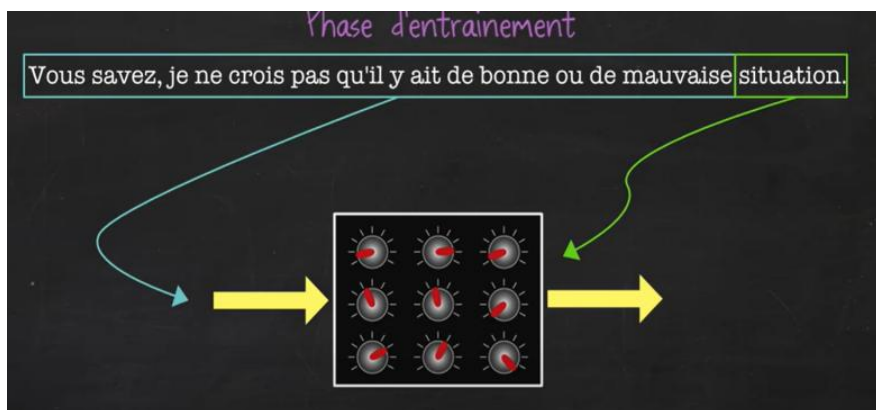 Phase d'entrainement
Vous savez, je ne crois pas qu'il y ait de bonne ou de mauvaise situation.